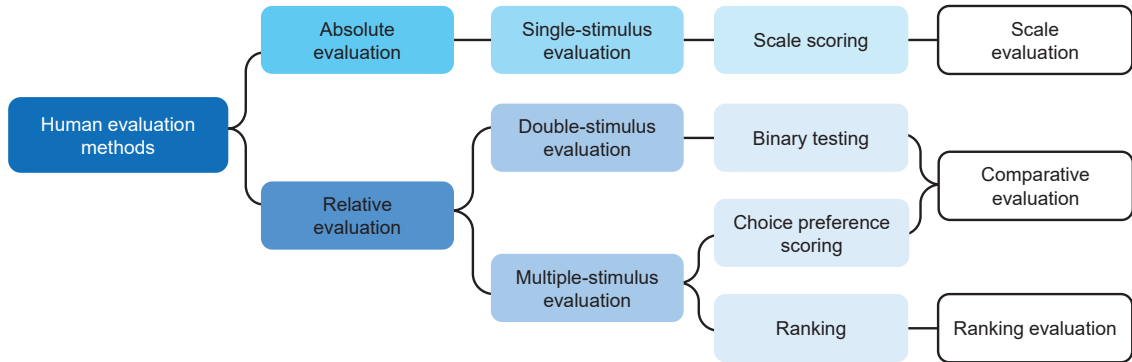 Human evaluation
methods
Absolute
evaluation
Single-stimulus
evaluation
Scale scoring
Scale
evaluation
Relative
evaluation
Double-stimulus
evaluation
Binary testing
Comparative
evaluation
Multiple-stimulus
evaluation
Choice preference
scoring
Ranking
Ranking evaluation